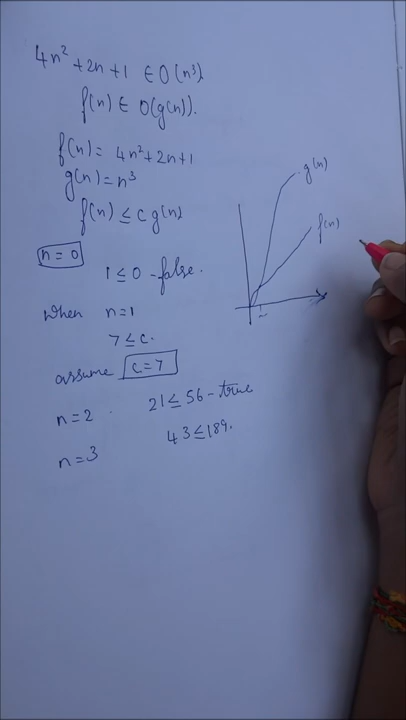 4n² + 2n + 1 ∈ O(n³)
f(n) ∈ O(g(n)).
f(n) = 4n² + 2n + 1
g(n) = n³
f(n) ≤ c g(n)
n = 0
1 ≤ 0 - false.
when n = 1
7 ≤ c.
assume c = 7
n = 2 21 ≤ 56 - true
n = 3 43 ≤ 189.
g(n)
f(n)